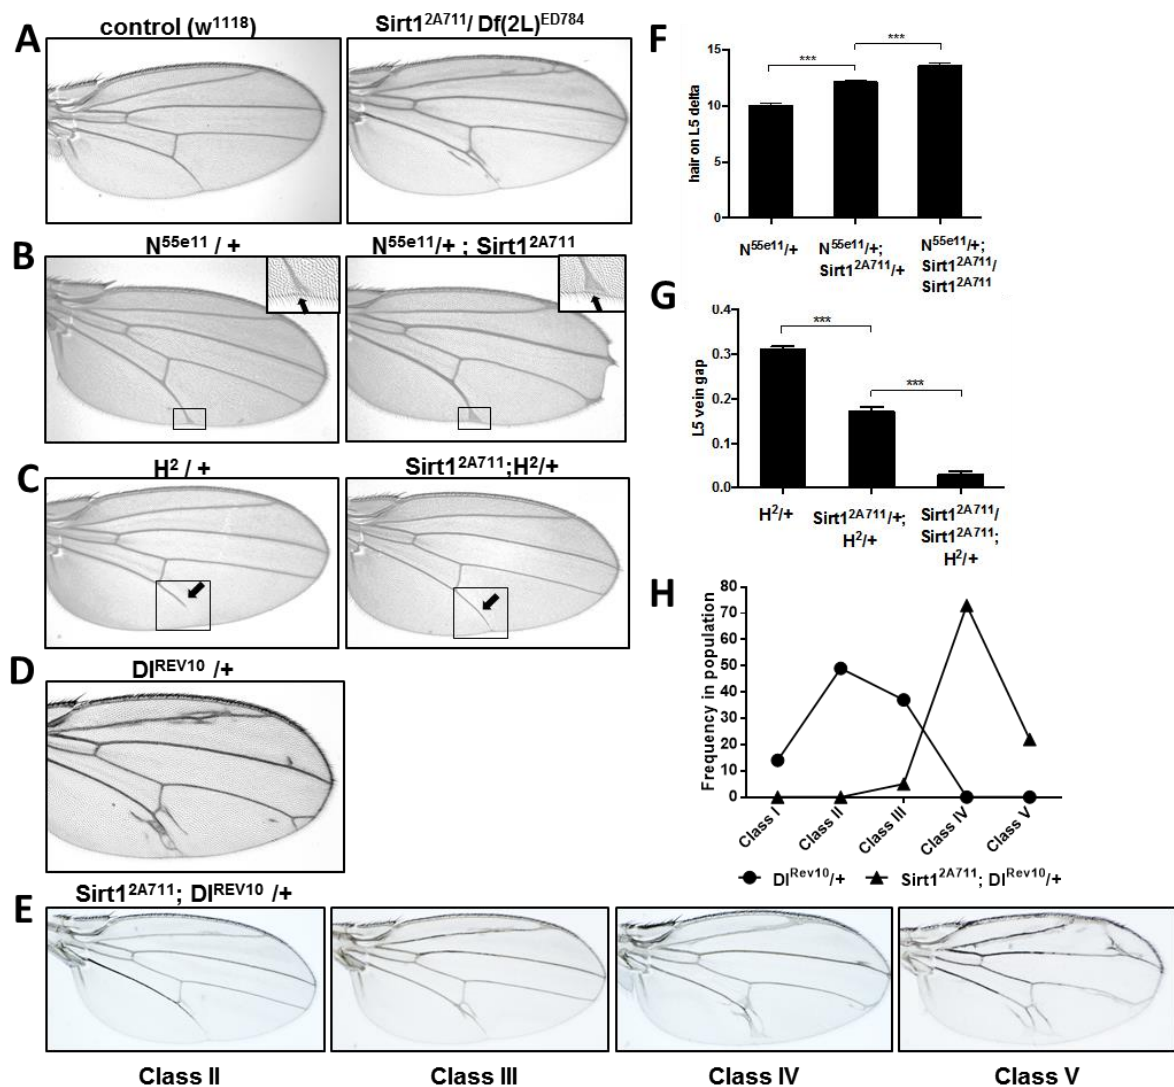 A
control (w1118)
Sirt12A711/ Df(2L)ED784
B
N55e11 / +
N55e11/+ ; Sirt12A711
C
H2 / +
Sirt12A711;H2/+
D
DlREV10 /+
E
Sirt12A711; DlREV10 /+
Class II
Class III
Class IV
Class V
F
hair on L5 delta
15
10
5
0
***
***
N55e11/+
N55e11/+;
Sirt12A711/+
N55e11/+;
Sirt12A711/
Sirt12A711
G
L5 vein gap
0.3
0.2
0.1
0.0
***
***
H2/+
Sirt12A711/+;
H2/+
Sirt12A711/
Sirt12A711;
H2/+
H
Frequency in population
80
70
60
50
40
30
20
10
0
Class I
Class II
Class III
Class IV
Class V
DlRev10/+
Sirt12A711; DlRev10/+